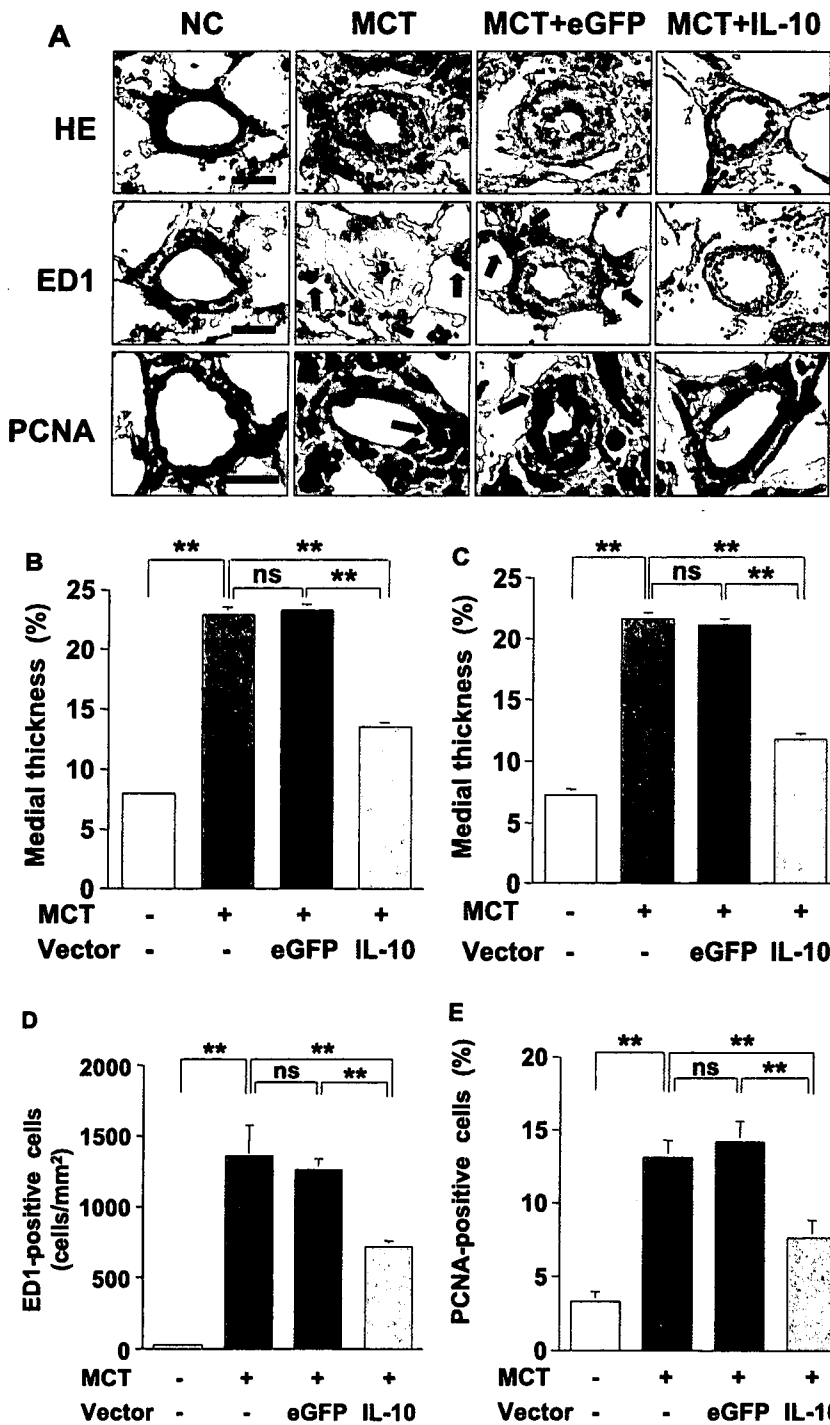 A
NC MCT MCT+eGFP MCT+IL-10
HE
ED1
PCNA
B
** **
ns **
Medial thickness (%)
25
20
15
10
5
0
MCT - + + +
Vector - - eGFP IL-10
C
** **
ns **
Medial thickness (%)
25
20
15
10
5
0
MCT - + + +
Vector - - eGFP IL-10
D
** **
ns **
ED1-positive cells
(cells/mm²)
2000
1500
1000
500
0
MCT - + + +
Vector - - eGFP IL-10
E
** **
ns **
PCNA-positive cells (%)
20
15
10
5
0
MCT - + + +
Vector - - eGFP IL-10